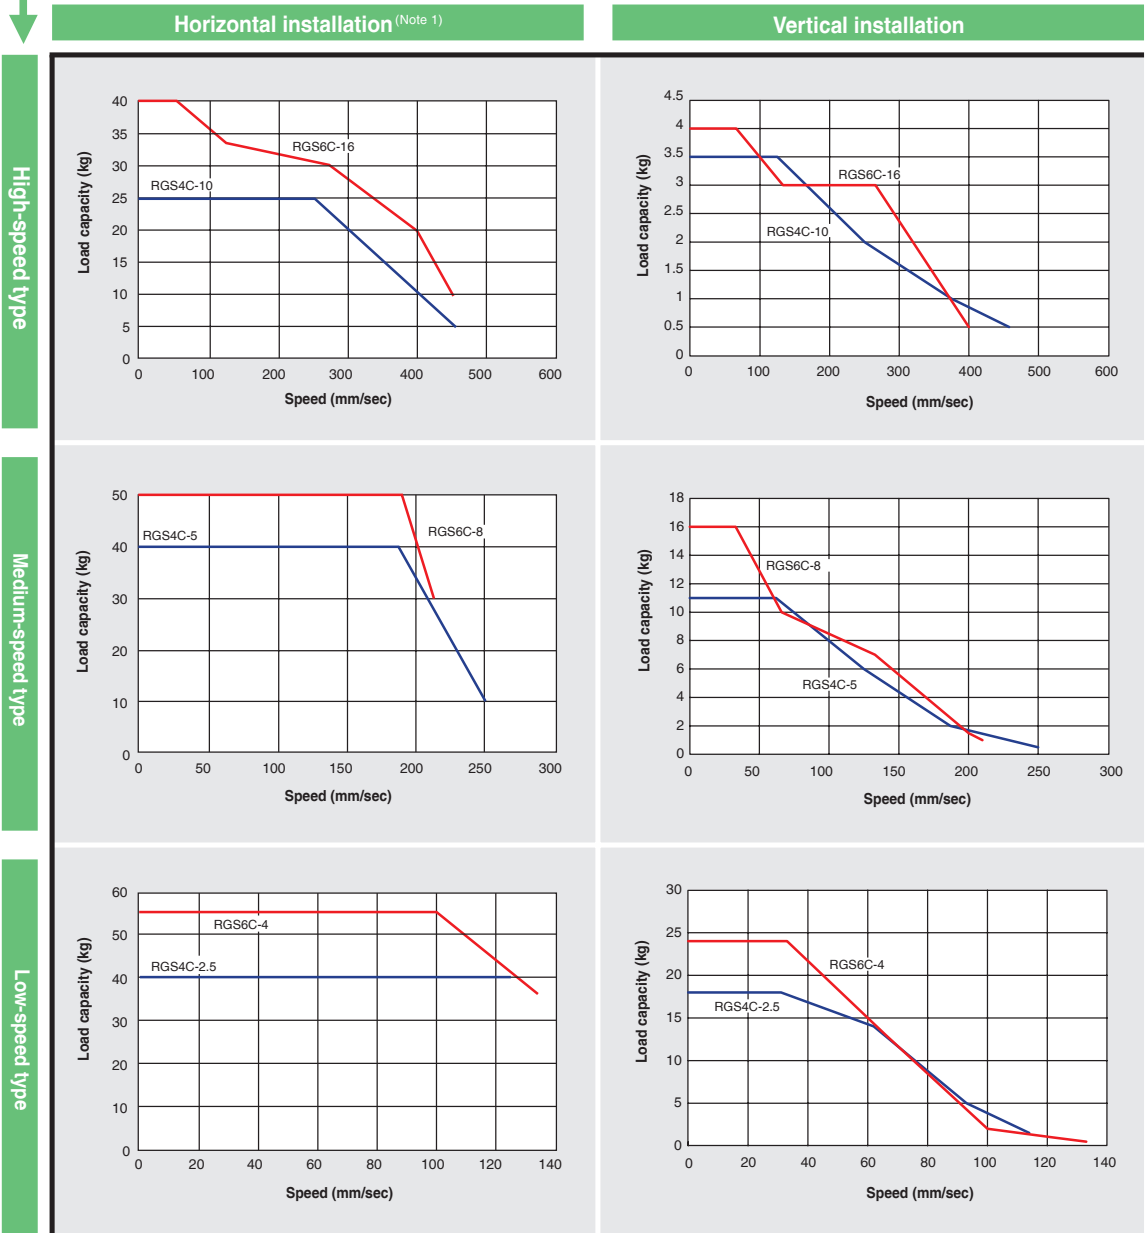 Horizontal installation (Note 1)
Vertical installation
High-speed type
Load capacity (kg)
40
35
30
25
20
15
10
5
0
RGS6C-16
RGS4C-10
0 100 200 300 400 500 600
Speed (mm/sec)
Load capacity (kg)
4.5
4
3.5
3
2.5
2
1.5
1
0.5
0
RGS6C-16
RGS4C-10
0 100 200 300 400 500 600
Speed (mm/sec)
Medium-speed type
Load capacity (kg)
50
40
30
20
10
0
RGS4C-5
RGS6C-8
0 50 100 150 200 250 300
Speed (mm/sec)
Load capacity (kg)
18
16
14
12
10
8
6
4
2
0
RGS6C-8
RGS4C-5
0 50 100 150 200 250 300
Speed (mm/sec)
Low-speed type
Load capacity (kg)
60
50
40
30
20
10
0
RGS6C-4
RGS4C-2.5
0 20 40 60 80 100 120 140
Speed (mm/sec)
Load capacity (kg)
30
25
20
15
10
5
0
RGS6C-4
RGS4C-2.5
0 20 40 60 80 100 120 140
Speed (mm/sec)